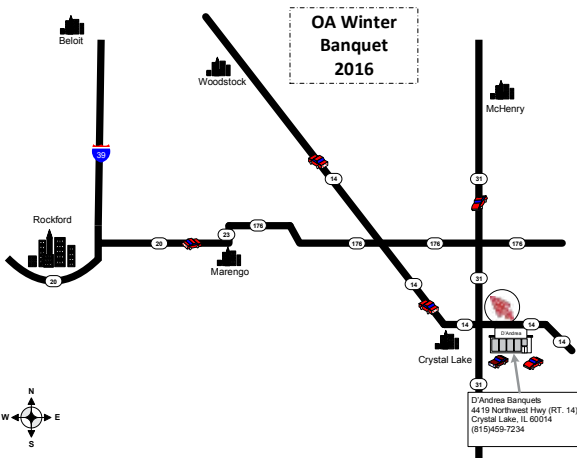 OA Winter
Banquet
2016
Beloit
Woodstock
McHenry
39
14
31
Rockford
23
176
20
Marengo
176
176
176
20
31
14
14
14
D'Andrea
14
Crystal Lake
31
N
W
E
S
D'Andrea Banquets
4419 Northwest Hwy (RT. 14)
Crystal Lake, IL 60014
(815)459-7234